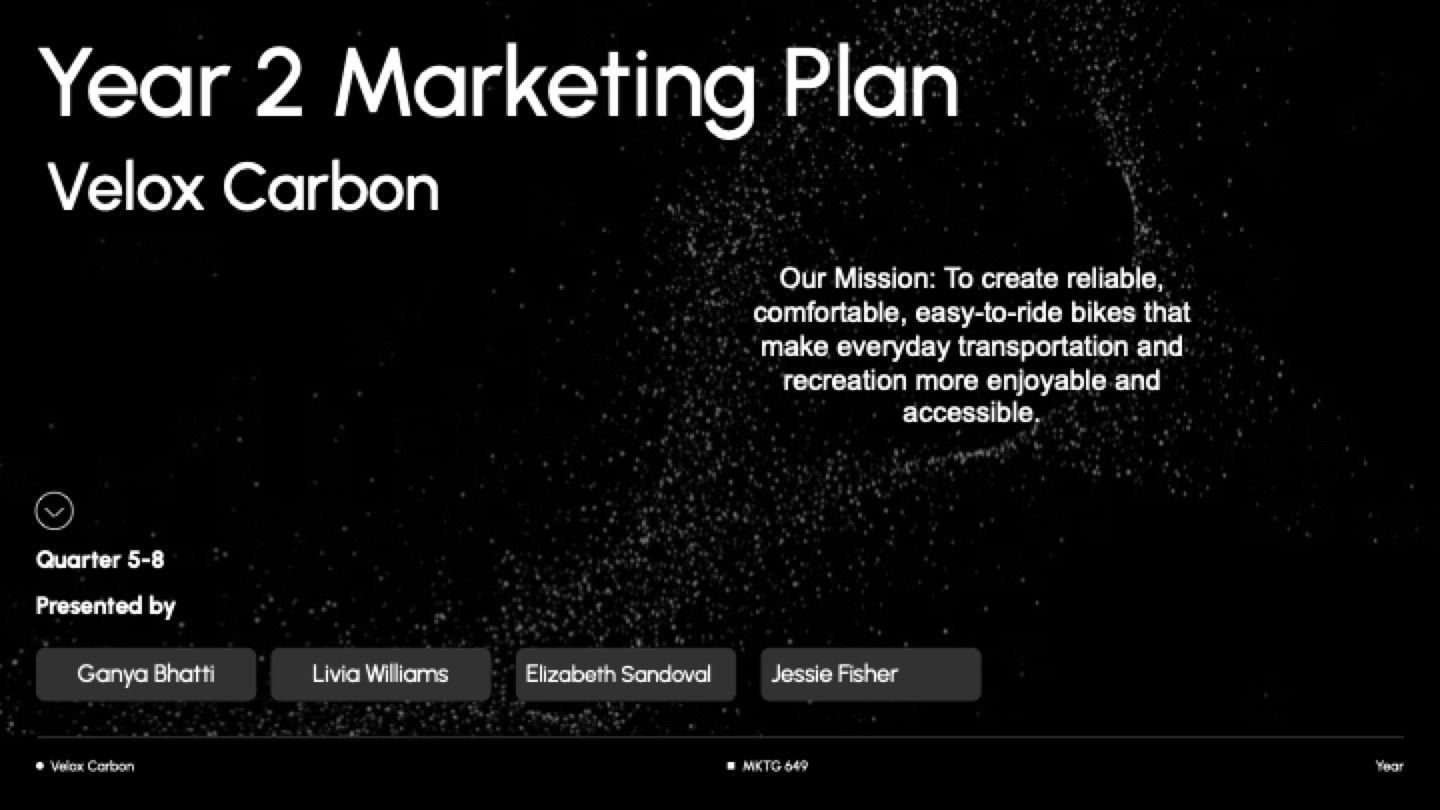 Year 2 Marketing Plan
Velox Carbon
Our Mission: To create reliable,
comfortable, easy-to-ride bikes that
make everyday transportation and
recreation more enjoyable and
accessible.
Quarter 5-8
Presented by
Ganya Bhatti
Livia Williams
Elizabeth Sandoval
Jessie Fisher
Velox Carbon
MKTG 649
Year